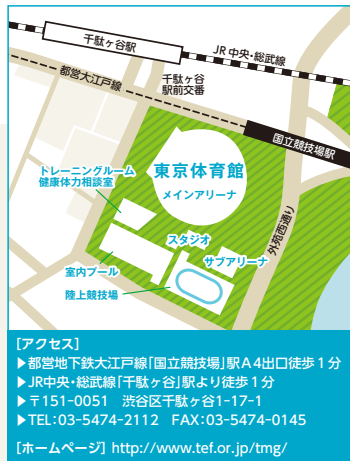 千駄ヶ谷駅
JR中央・総武線
都営大江戸線
千駄ヶ谷
駅前交番
国立競技場駅
トレーニングルーム
健康体力相談室
東京体育館
メインアリーナ
外苑西通り
スタジオ
サブアリーナ
室内プール
陸上競技場
[アクセス]
▶都営地下鉄大江戸線「国立競技場」駅A4出口徒歩1分
▶JR中央・総武線「千駄ヶ谷」駅より徒歩1分
▶〒151-0051 渋谷区千駄ヶ谷1-17-1
▶TEL:03-5474-2112 FAX:03-5474-0145
[ホームページ] http://www.tef.or.jp/tmg/